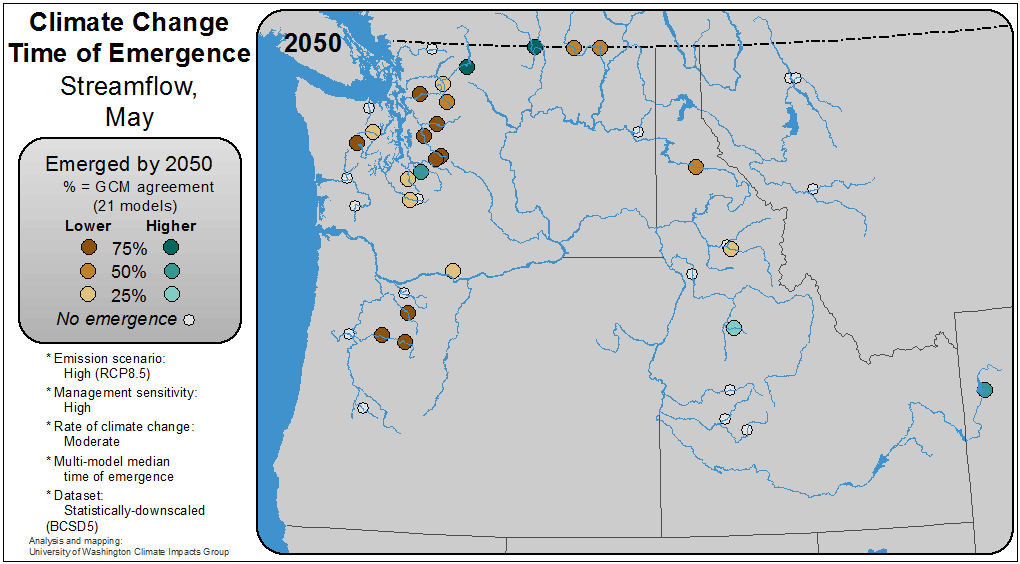 Climate Change
Time of Emergence
Streamflow,
May
2050
Emerged by 2050
% = GCM agreement
(21 models)
Lower Higher
75%
50%
25%
No emergence
* Emission scenario:
High (RCP8.5)
* Management sensitivity:
High
* Rate of climate change:
Moderate
* Multi-model median
time of emergence
* Dataset:
Statistically-downscaled
(BCSD5)
Analysis and mapping:
University of Washington Climate Impacts Group